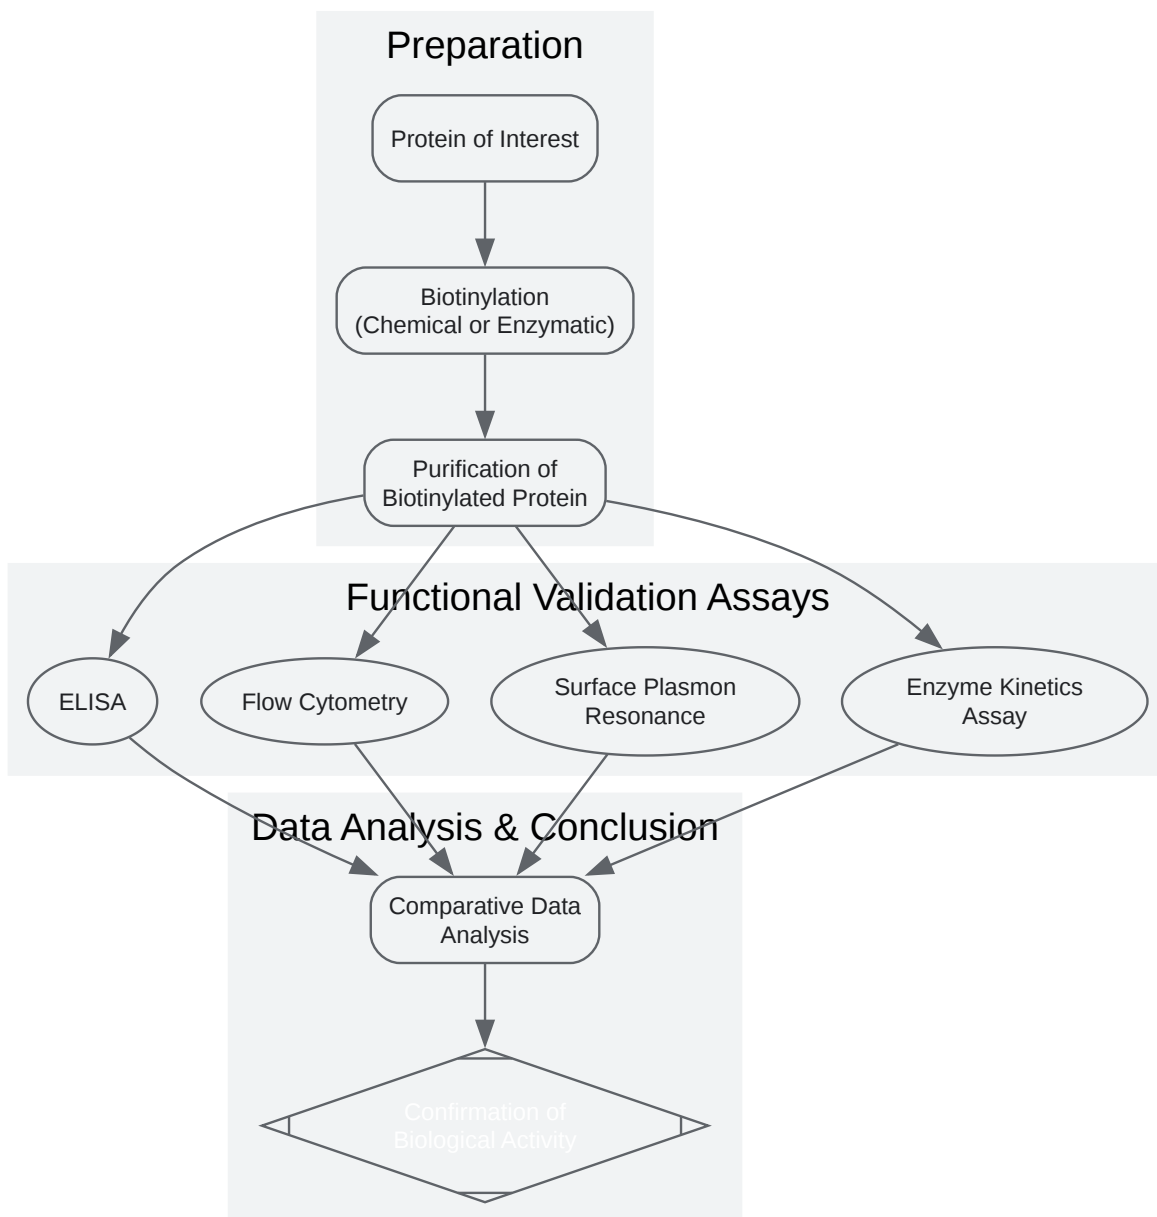 Preparation
Protein of Interest
Biotinylation
(Chemical or Enzymatic)
Purification of
Biotinylated Protein
Functional Validation Assays
ELISA
Flow Cytometry
Surface Plasmon
Resonance
Enzyme Kinetics
Assay
Data Analysis & Conclusion
Comparative Data
Analysis
Confirmation of
Biological Activity